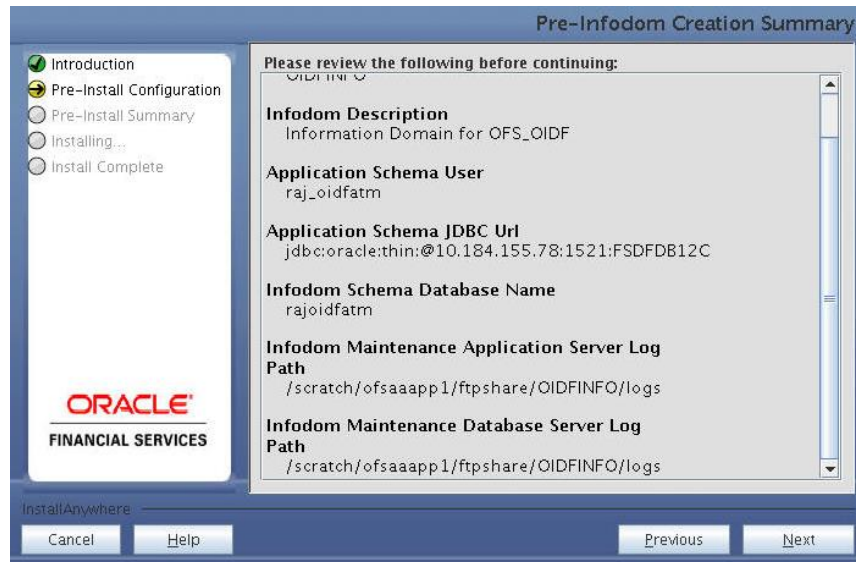 Pre-Infodom Creation Summary
Introduction
Pre-Install Configuration
Pre-Install Summary
Installing...
Install Complete
ORACLE
FINANCIAL SERVICES
Please review the following before continuing:
OIDFINFO
Infodom Description
Information Domain for OFS_OIDF
Application Schema User
raj_oidfatm
Application Schema JDBC Url
jdbc:oracle:thin:@10.184.155.78:1521:FSDFDB12C
Infodom Schema Database Name
rajoidfatm
Infodom Maintenance Application Server Log
Path
/scratch/ofsaaapp1/ftpshare/OIDFINFO/logs
Infodom Maintenance Database Server Log
Path
/scratch/ofsaaapp1/ftpshare/OIDFINFO/logs
InstallAnywhere
Cancel
Help
Previous
Next